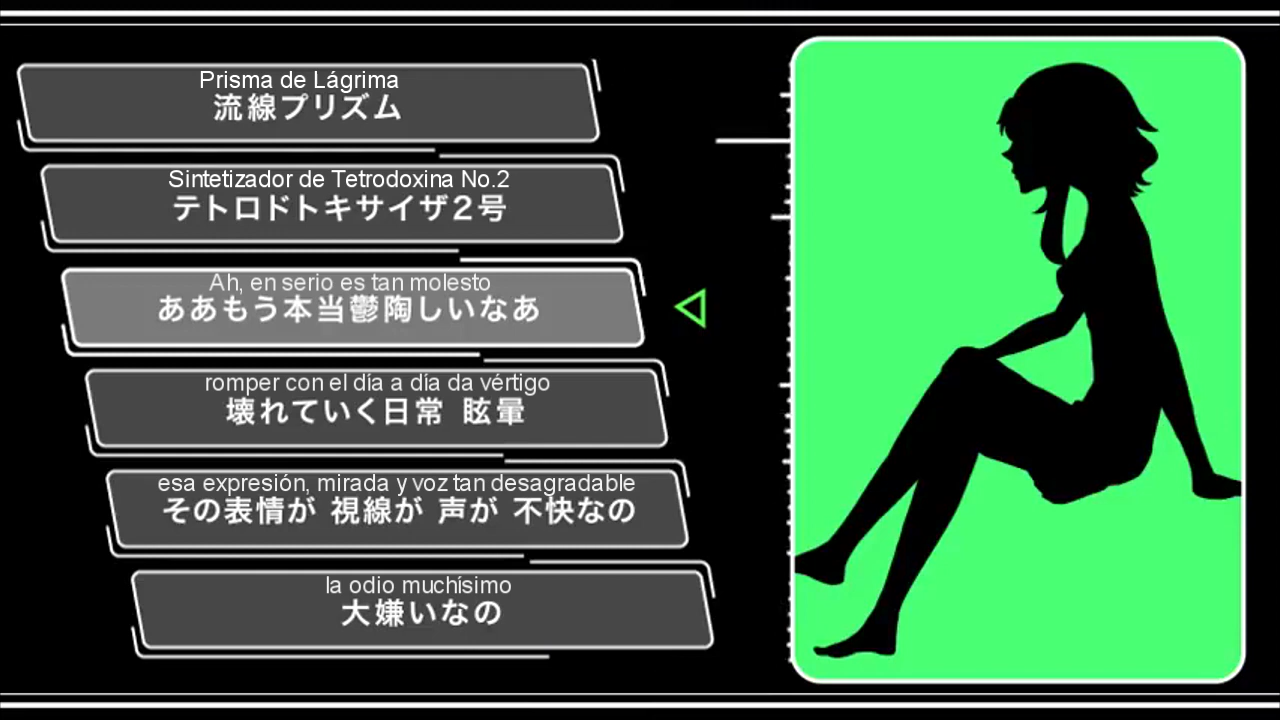 Prisma de Lágrima
流線プリズム
Sintetizador de Tetrodoxina No.2
テトロドトキサイザ2号
Ah, en serio es tan molesto
ああもう本当鬱陶しいなあ
romper con el día a día da vértigo
壊れていく日常 眩暈
esa expresión, mirada y voz tan desagradable
その表情が 視線が 声が 不快なの
la odio muchísimo
大嫌いなの